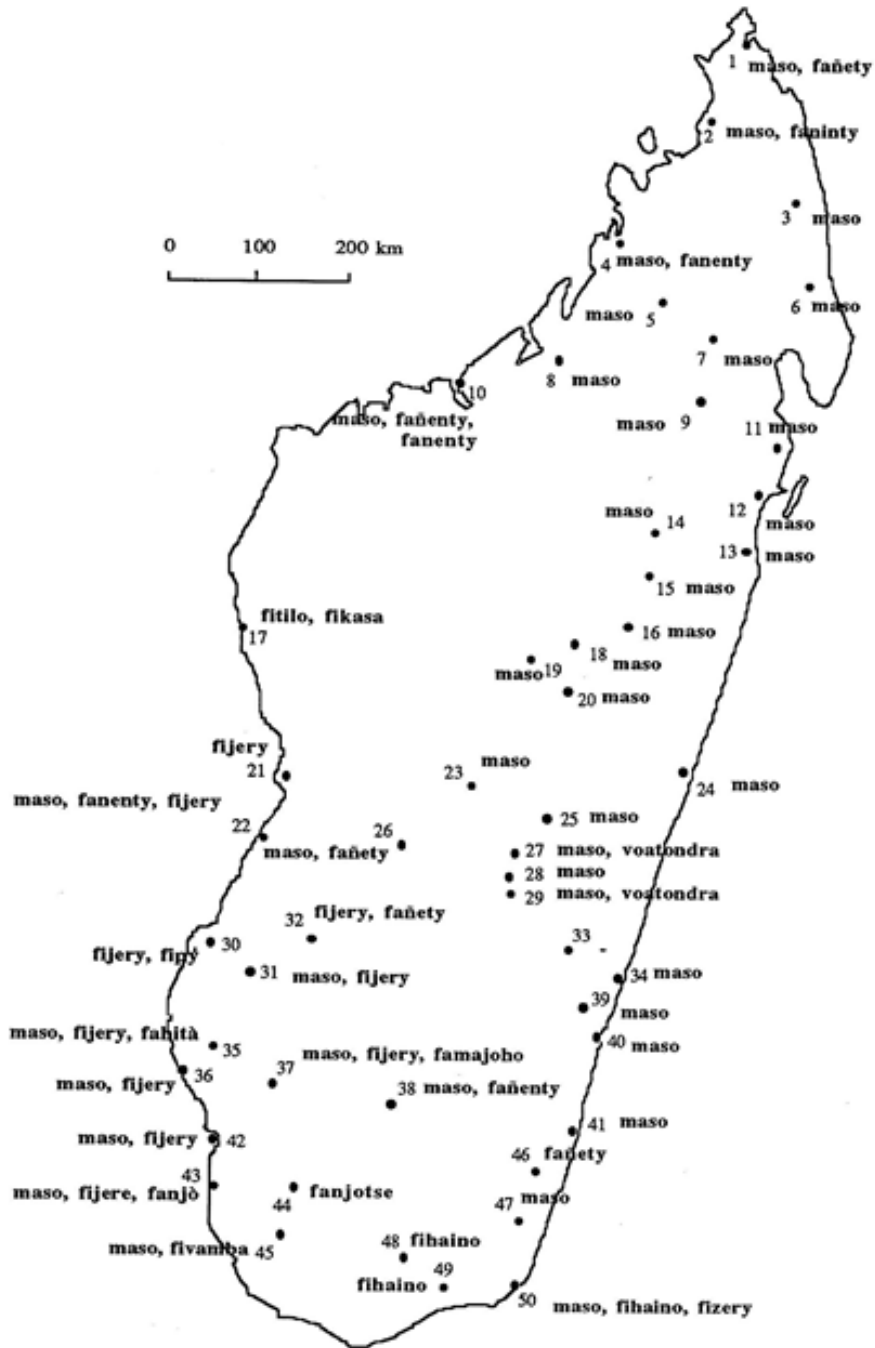 1 maso, fañety
2 maso, faninty
3 maso
0 100 200 km
4 maso, fanenty
maso 5
6 maso
7 maso
8 maso
10
maso, fañenty,
fanenty
maso 9
11 maso
12
maso
maso 14
13 maso
15 maso
fitilo, fikasa
17
16 maso
18 maso
maso 19
20 maso
fijery
21
23 maso
24 maso
maso, fanenty, fijery
22
25 maso
26
maso, fañety
27 maso, voatondra
28 maso
29 maso, voatondra
32 fijery, fañety
30
fijery, fipỳ
33 -
31 maso, fijery
34 maso
39 maso
maso, fijery, fahità
35
40 maso
36
maso, fijery
37 maso, fijery, famajoho
38 maso, fañenty
41 maso
maso, fijery 42
46 fañety
43
maso, fijere, fanjò
44 fanjotse
47 maso
maso, fivamba 45
48 fihaino
fihaino 49
50
maso, fihaino, fizery